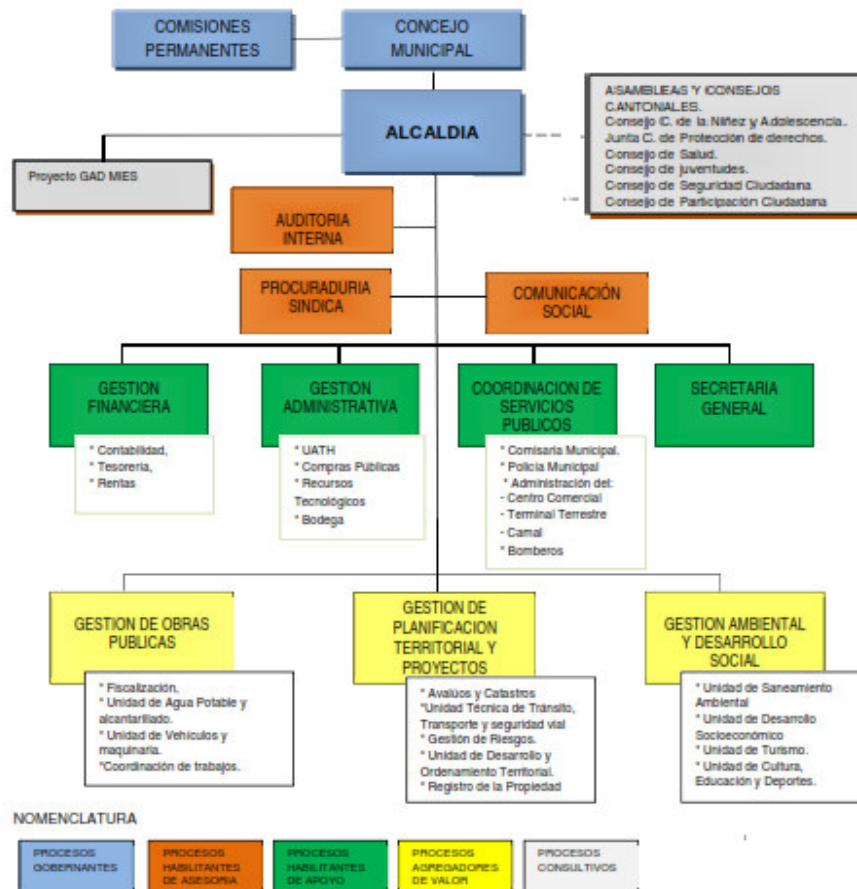 COMISIONES
PERMANENTES
CONCEJO
MUNICIPAL
ALCALDIA
ASAMBLEAS Y CONSEJOS
CANTONALES.
Consejo C. de la Niñez y Adolescencia.
Junta C. de Protección de derechos.
Consejo de Salud.
Consejo de juventudes.
Consejo de Seguridad Ciudadana
Consejo de Participación Ciudadana
Proyecto GAD MIES
AUDITORIA
INTERNA
PROCURADURIA
SINDICA
COMUNICACIÓN
SOCIAL
GESTION
FINANCIERA
* Contabilidad,
* Tesorería,
* Rentas
GESTION
ADMINISTRATIVA
* UATH
* Compras Públicas
* Recursos
Tecnológicos
* Bodega
COORDINACION DE
SERVICIOS
PUBLICOS
* Comisaría Municipal.
* Policía Municipal
* Administración del:
- Centro Comercial
- Terminal Terrestre
- Camal
* Bomberos
SECRETARIA
GENERAL
GESTION DE OBRAS
PUBLICAS
* Fiscalización,
* Unidad de Agua Potable y
alcantarillado.
* Unidad de Vehículos y
maquinaria.
*Coordinación de trabajos.
GESTION DE
PLANIFICACION
TERRITORIAL Y
PROYECTOS
* Avalúos y Catastros
*Unidad Técnica de Tránsito,
Transporte y seguridad vial
* Gestión de Riesgos.
* Unidad de Desarrollo y
Ordenamiento Territorial.
* Registro de la Propiedad
GESTION AMBIENTAL
Y DESARROLLO
SOCIAL
* Unidad de Saneamiento
Ambiental
* Unidad de Desarrollo
Socioeconómico
* Unidad de Turismo.
* Unidad de Cultura,
Educación y Deportes.
NOMENCLATURA
PROCESOS
GOBERNANTES
PROCESOS
HABILITANTES
DE ASESORIA
PROCESOS
HABILITANTES
DE APOYO
PROCESOS
AGREGADORES
DE VALOR
PROCESOS
CONSULTIVOS